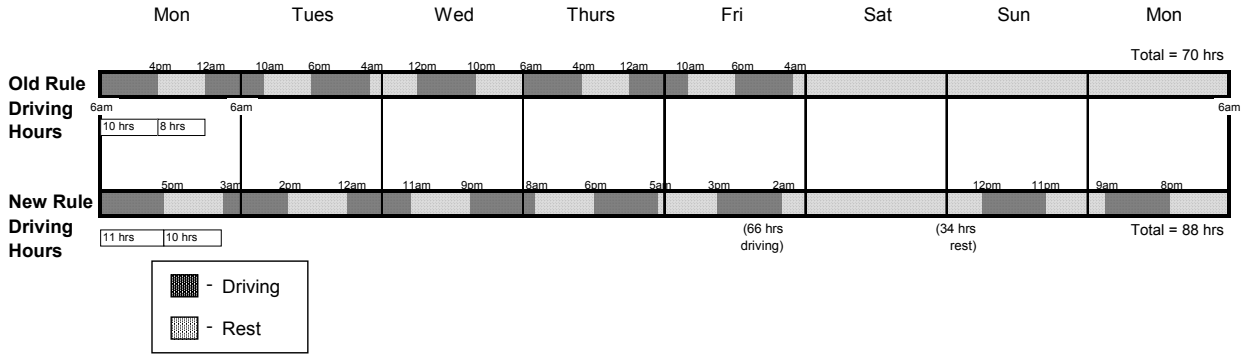 Mon Tues Wed Thurs Fri Sat Sun Mon
Total = 70 hrs
4pm 12am 10am 6pm 4am 12pm 10pm 6am 4pm 12am 10am 6pm 4am
Old Rule
Driving
Hours
6am 6am 6am
10 hrs 8 hrs
5pm 3am 2pm 12am 11am 9pm 8am 6pm 5am 3pm 2am 12pm 11pm 9am 8pm
New Rule
Driving
Hours
(66 hrs
driving)
(34 hrs
rest)
Total = 88 hrs
11 hrs 10 hrs
- Driving
- Rest